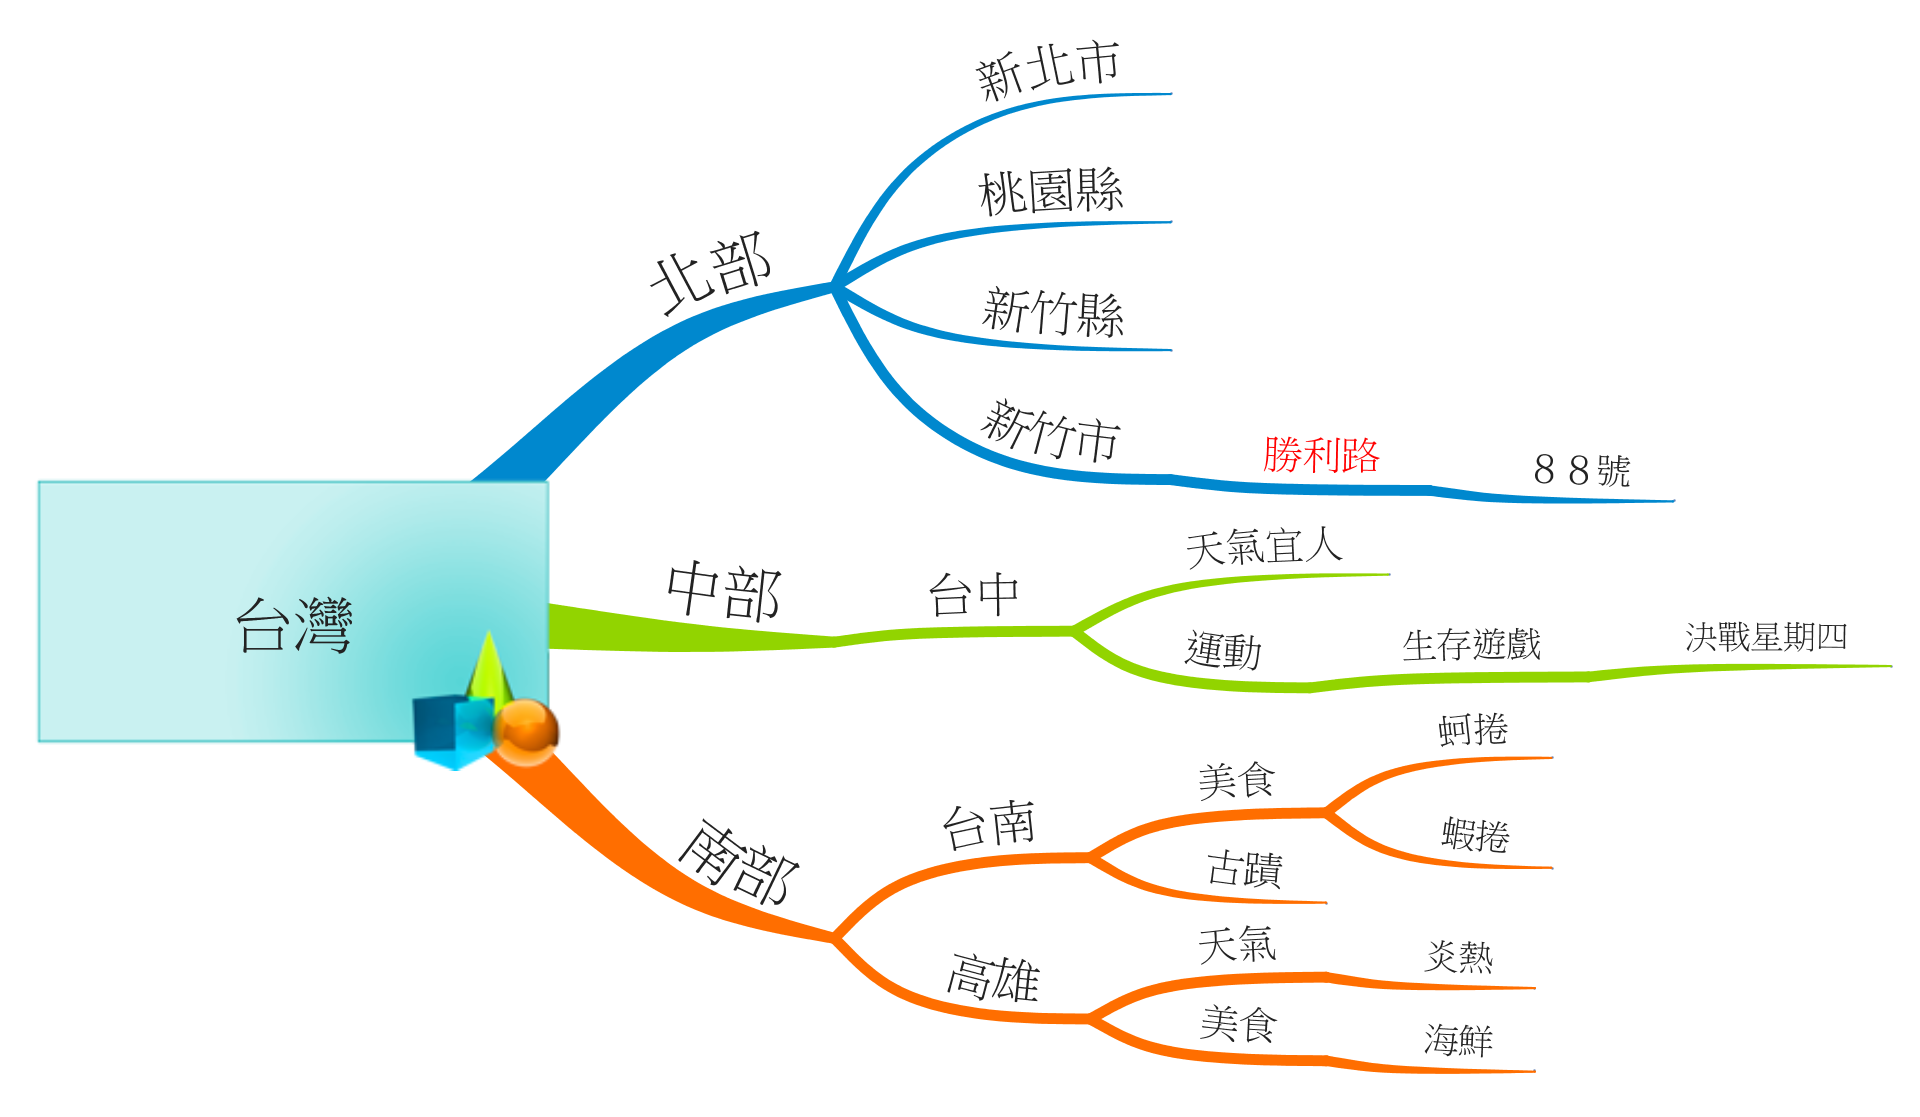 台灣
北部
新北市
桃園縣
新竹縣
新竹市
勝利路
８８號
中部
台中
天氣宜人
運動
生存遊戲
決戰星期四
南部
台南
美食
蚵捲
蝦捲
古蹟
高雄
天氣
炎熱
美食
海鮮